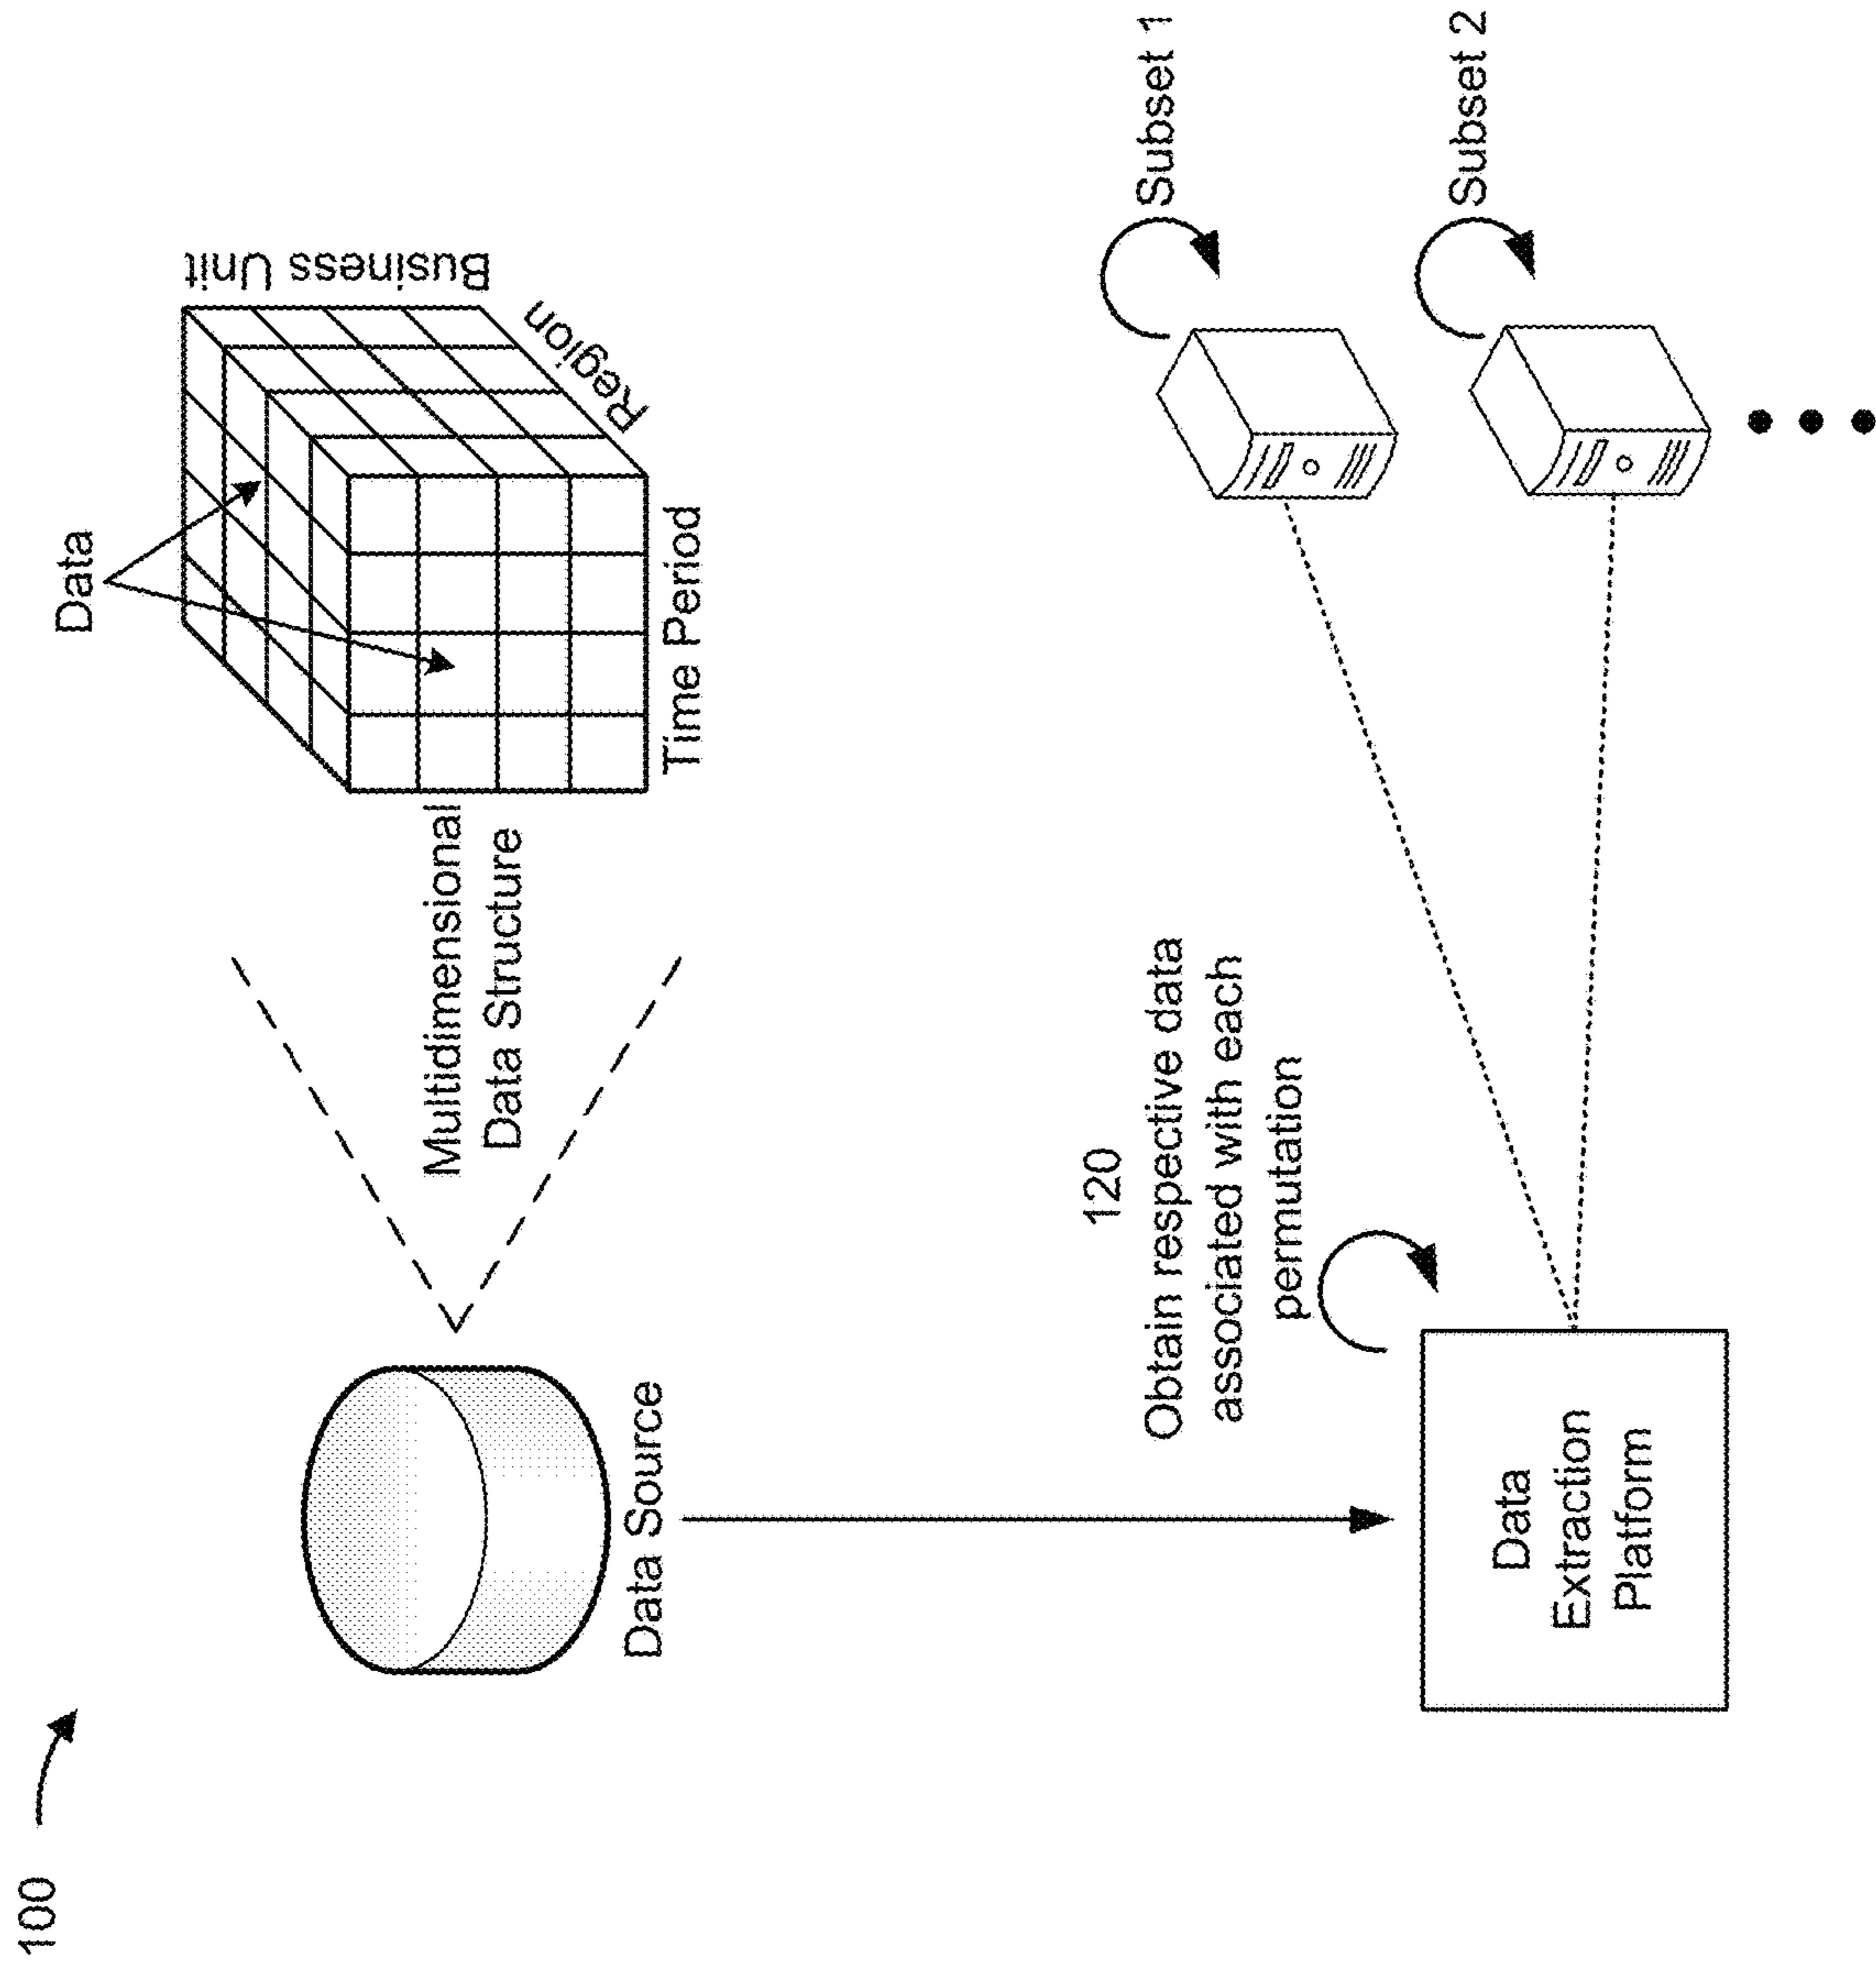 100
Data
Business Unit
Region
Time Period
Multidimensional
Data Structure
Data Source
120
Obtain respective data
associated with each
permutation
Data
Extraction
Platform
Subset 1
Subset 2